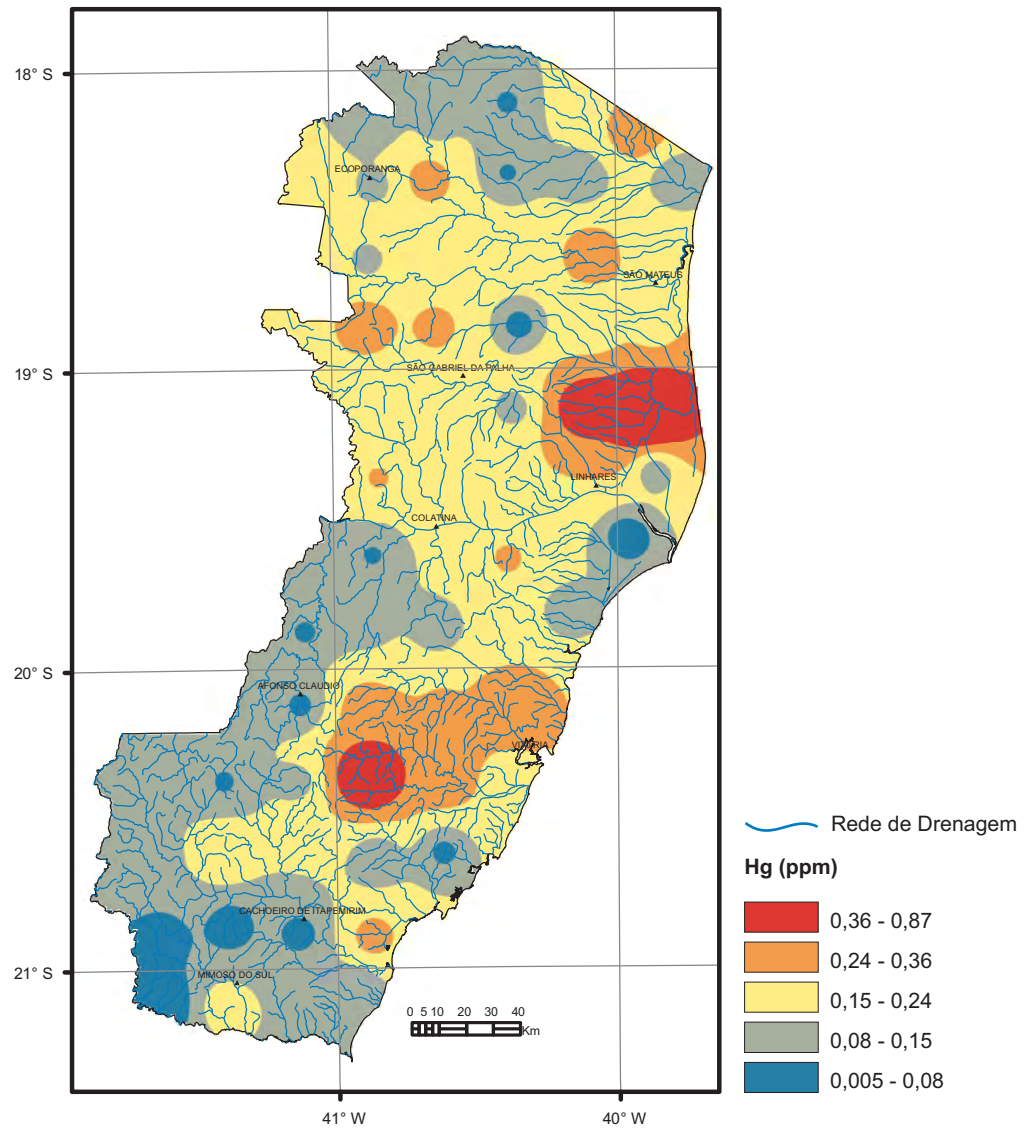 18° S
ECOPORANGA
SÃO MATEUS
19° S
SÃO GABRIEL DA PALHA
LINHARES
COLATINA
20° S
AFONSO CLAUDIO
VITÓRIA
Rede de Drenagem
Hg (ppm)
CACHOEIRO DE ITAPEMIRIM
0,36 - 0,87
0,24 - 0,36
21° S
MIMOSO DO SUL
0,15 - 0,24
0 5 10 20 30 40
Km
0,08 - 0,15
0,005 - 0,08
41° W
40° W